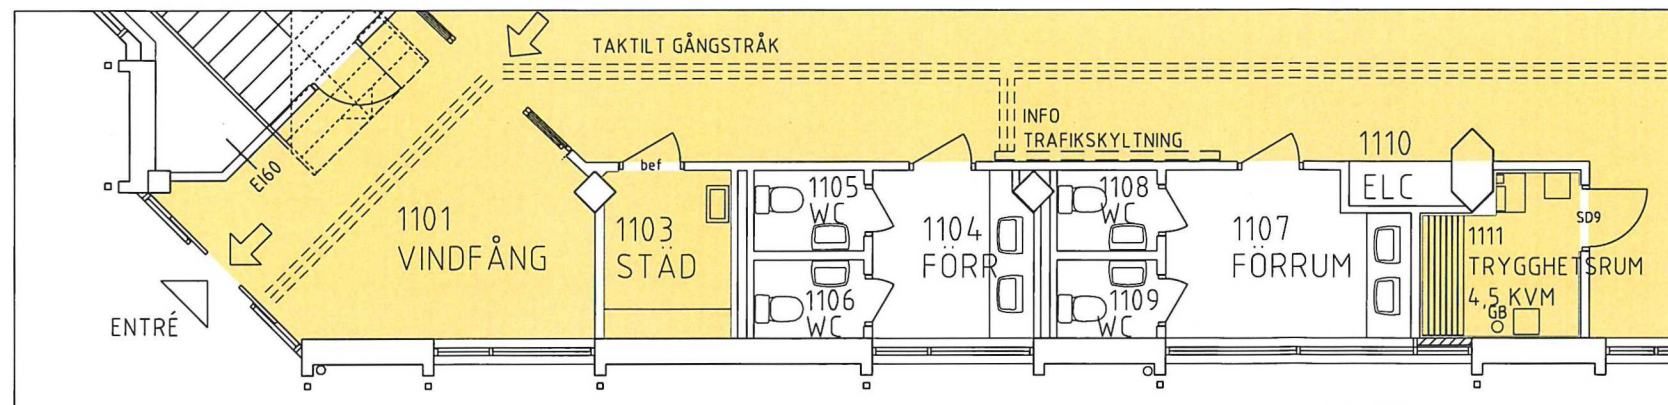 TAKTILT GÅNGSTRÅK
INFO
TRAFIKSKYLTNING
EI60
bef
1110
ELC
1101
VINDFÅNG
1103
STÄD
1105
WC
1106
WC
1104
FÖRR
1108
WC
1109
WC
1107
FÖRRUM
SD9
1111
TRYGGHETSRUM
4,5 KVM
GB
ENTRÉ